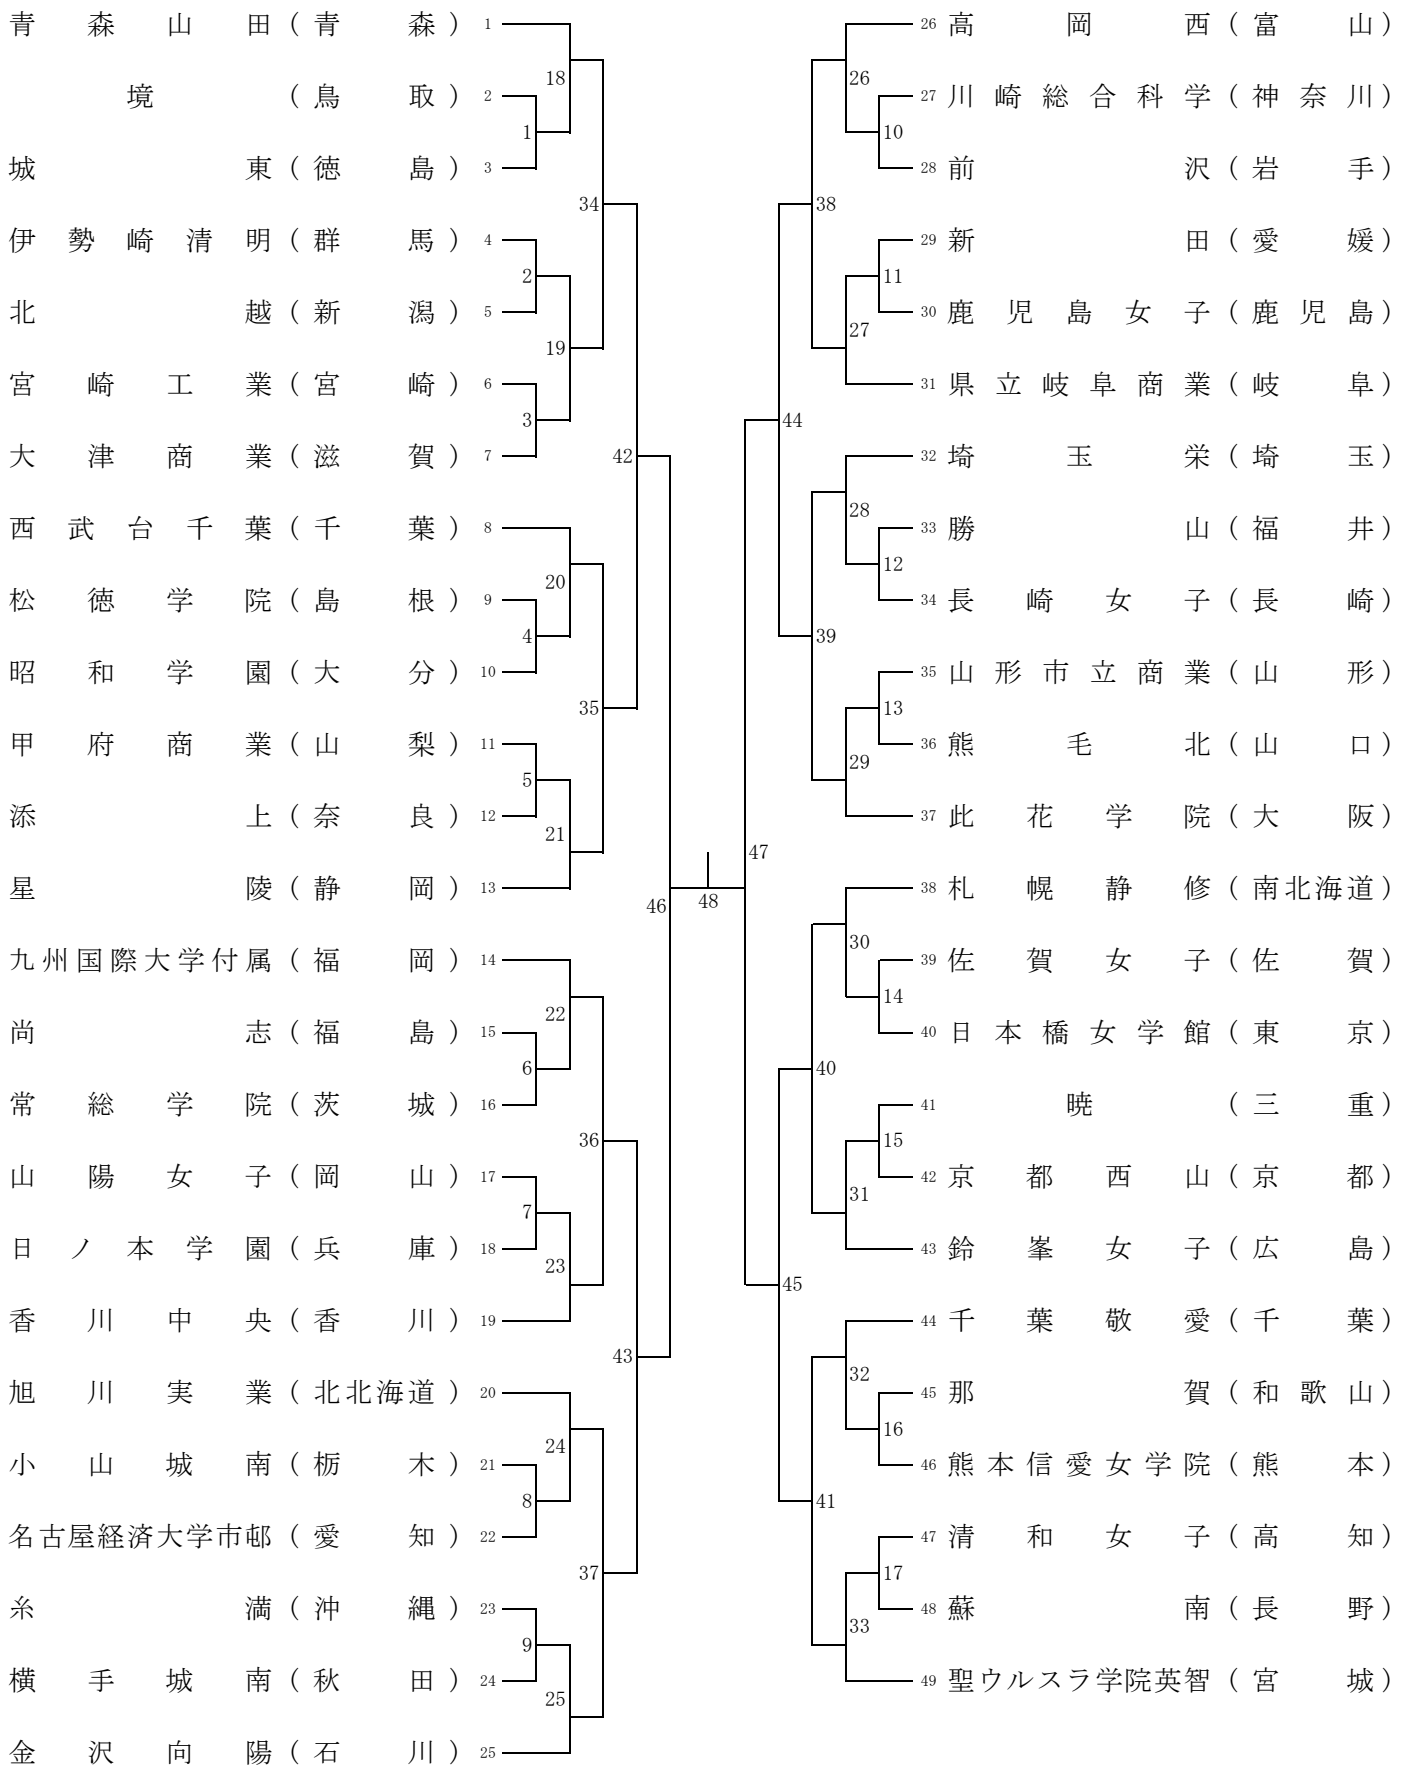 青森山田（青森）1
境（鳥取）2
城東（徳島）3
伊勢崎清明（群馬）4
北越（新潟）5
宮崎工業（宮崎）6
大津商業（滋賀）7
西武台千葉（千葉）8
松徳学院（島根）9
昭和学園（大分）10
甲府商業（山梨）11
添上（奈良）12
星陵（静岡）13
九州国際大学付属（福岡）14
尚志（福島）15
常総学院（茨城）16
山陽女子（岡山）17
日ノ本学園（兵庫）18
香川中央（香川）19
旭川実業（北北海道）20
小山城南（栃木）21
名古屋経済大学市邨（愛知）22
糸満（沖縄）23
横手城南（秋田）24
金沢向陽（石川）25
18
1
34
2
19
3
42
20
4
35
5
21
46
22
6
36
7
23
43
24
8
37
9
25
48
47
26
10
38
11
27
44
28
12
39
13
29
30
14
40
15
31
45
32
16
41
17
33
26 高岡西（富山）
27 川崎総合科学（神奈川）
28 前沢（岩手）
29 新田（愛媛）
30 鹿児島女子（鹿児島）
31 県立岐阜商業（岐阜）
32 埼玉栄（埼玉）
33 勝山（福井）
34 長崎女子（長崎）
35 山形市立商業（山形）
36 熊毛北（山口）
37 此花学院（大阪）
38 札幌静修（南北海道）
39 佐賀女子（佐賀）
40 日本橋女学館（東京）
41 暁（三重）
42 京都西山（京都）
43 鈴峯女子（広島）
44 千葉敬愛（千葉）
45 那賀（和歌山）
46 熊本信愛女学院（熊本）
47 清和女子（高知）
48 蘇南（長野）
49 聖ウルスラ学院英智（宮城）